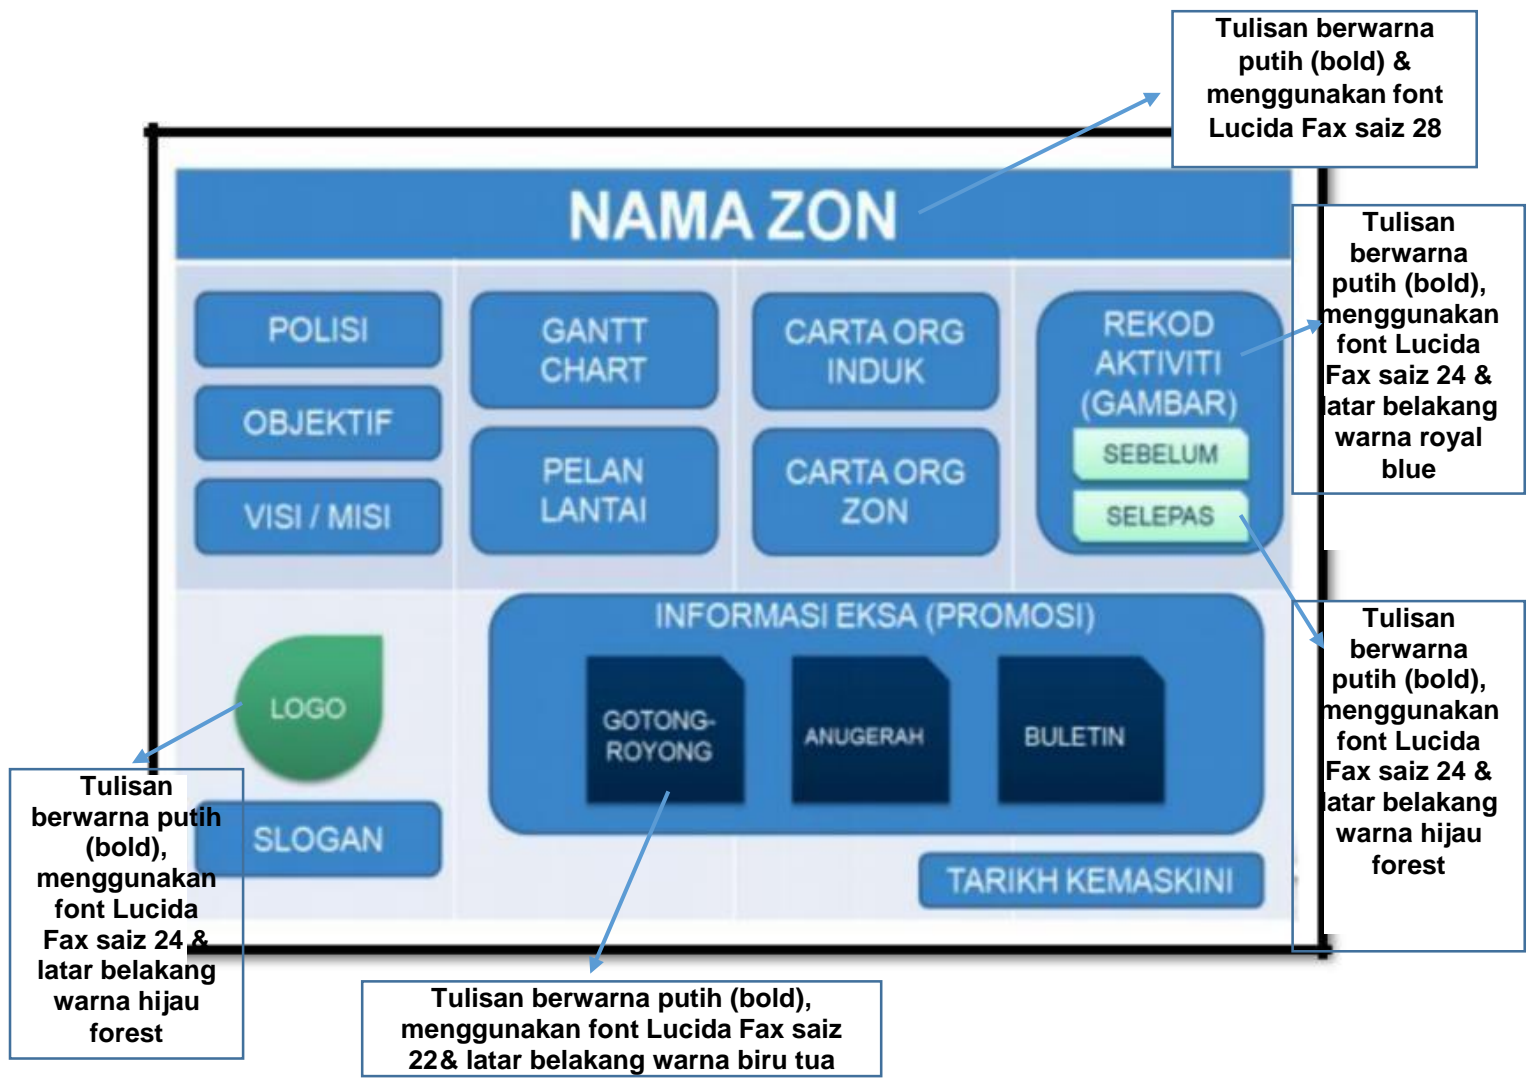 Tulisan berwarna
putih (bold) &
menggunakan font
Lucida Fax saiz 28
NAMA ZON
POLISI
OBJEKTIF
VISI / MISI
GANTT
CHART
PELAN
LANTAI
CARTA ORG
INDUK
CARTA ORG
ZON
REKOD
AKTIVITI
(GAMBAR)
SEBELUM
SELEPAS
Tulisan
berwarna
putih (bold),
menggunakan
font Lucida
Fax saiz 24 &
latar belakang
warna royal
blue
LOGO
SLOGAN
INFORMASI EKSA (PROMOSI)
GOTONG-
ROYONG
ANUGERAH
BULETIN
TARIKH KEMASKINI
Tulisan
berwarna
putih (bold),
menggunakan
font Lucida
Fax saiz 24 &
latar belakang
warna hijau
forest
Tulisan
berwarna putih
(bold),
menggunakan
font Lucida
Fax saiz 24 &
latar belakang
warna hijau
forest
Tulisan berwarna putih (bold),
menggunakan font Lucida Fax saiz
22& latar belakang warna biru tua